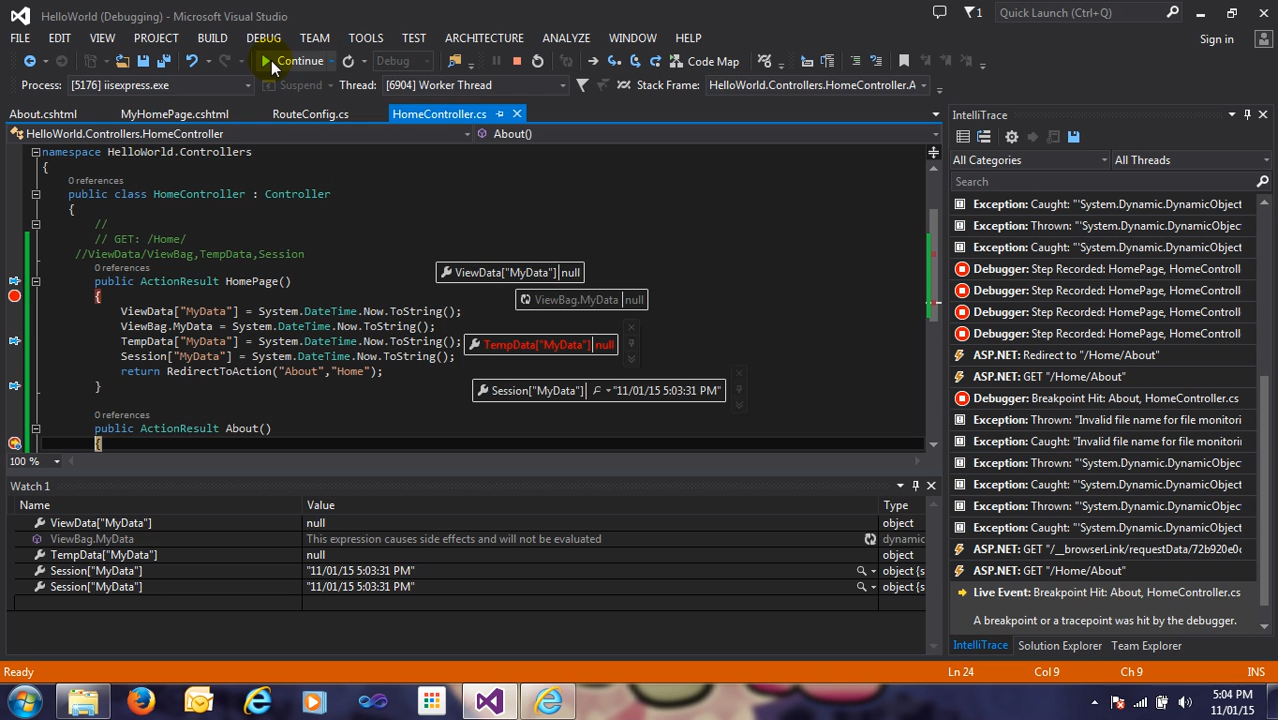 HelloWorld (Debugging) - Microsoft Visual Studio
1
Quick Launch (Ctrl+Q)
FILE EDIT VIEW PROJECT BUILD DEBUG TEAM TOOLS TEST ARCHITECTURE ANALYZE WINDOW HELP
Sign in
Continue Debug Code Map
Process: [5176] iisexpress.exe Suspend Thread: [6904] Worker Thread Stack Frame: HelloWorld.Controllers.HomeController.A
About.cshtml MyHomePage.cshtml RouteConfig.cs HomeController.cs
HelloWorld.Controllers.HomeController About()
namespace HelloWorld.Controllers
{
0 references
public class HomeController : Controller
{
//
// GET: /Home/
//ViewData/ViewBag,TempData,Session
0 references
public ActionResult HomePage()
{
ViewData["MyData"] = System.DateTime.Now.ToString();
ViewBag.MyData = System.DateTime.Now.ToString();
TempData["MyData"] = System.DateTime.Now.ToString();
Session["MyData"] = System.DateTime.Now.ToString();
return RedirectToAction("About","Home");
}
0 references
public ActionResult About()
{
ViewData["MyData"] null
ViewBag.MyData null
TempData["MyData"] null
Session["MyData"] "11/01/15 5:03:31 PM"
100 %
Watch 1
Name Value Type
ViewData["MyData"] null object
ViewBag.MyData This expression causes side effects and will not be evaluated dynamic
TempData["MyData"] null object
Session["MyData"] "11/01/15 5:03:31 PM" object {s
Session["MyData"] "11/01/15 5:03:31 PM" object {s
IntelliTrace
All Categories All Threads
Search
Exception: Caught: "'System.Dynamic.DynamicObject
Exception: Thrown: "'System.Dynamic.DynamicObjec
Exception: Caught: "'System.Dynamic.DynamicObject
Debugger: Step Recorded: HomePage, HomeControll
Debugger: Step Recorded: HomePage, HomeControll
Debugger: Step Recorded: HomePage, HomeControll
Debugger: Step Recorded: HomePage, HomeControll
ASP.NET: Redirect to "/Home/About"
ASP.NET: GET "/Home/About"
Debugger: Breakpoint Hit: About, HomeController.cs
Exception: Thrown: "Invalid file name for file monitori
Exception: Caught: "Invalid file name for file monitorin
Exception: Thrown: "'System.Dynamic.DynamicObjec
Exception: Caught: "'System.Dynamic.DynamicObject
Exception: Thrown: "'System.Dynamic.DynamicObjec
Exception: Caught: "'System.Dynamic.DynamicObject
ASP.NET: GET "/__browserLink/requestData/72b920e0c
ASP.NET: GET "/Home/About"
Live Event: Breakpoint Hit: About, HomeController.cs
A breakpoint or a tracepoint was hit by the debugger.
IntelliTrace Solution Explorer Team Explorer
Ready Ln 24 Col 9 Ch 9 INS
5:04 PM
11/01/15